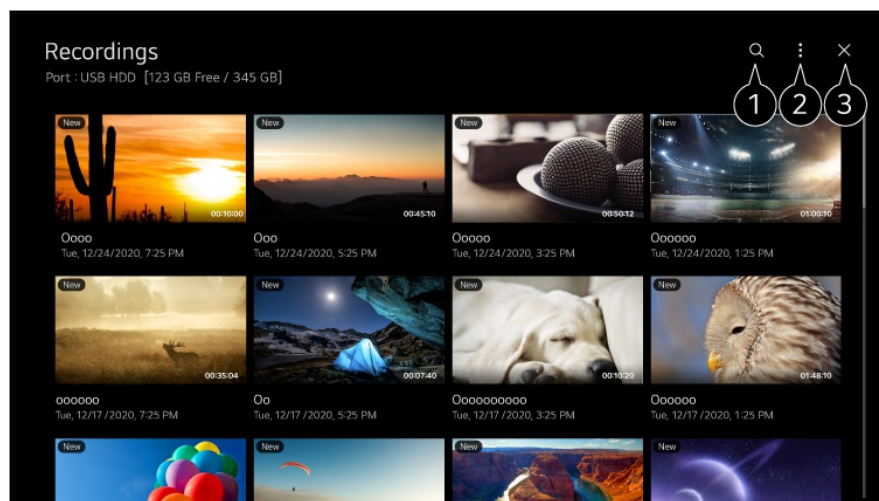 Recordings
Port : USB HDD [123 GB Free / 345 GB]
1 2 3
New New New New
00:10:00 00:45:10 00:50:12 01:00:10
Oooo Ooo Ooooo Oooooo
Tue, 12/24/2020, 7:25 PM Tue, 12/24/2020, 5:25 PM Tue, 12/24/2020, 3:25 PM Tue, 12/24/2020, 1:25 PM
New New New New
00:35:04 00:07:40 00:10:20 01:48:10
oooooo Oo Oooooooooo Oooooo
Tue, 12/17/2020, 7:25 PM Tue, 12/17/2020, 5:25 PM Tue, 12/17/2020, 3:25 PM Tue, 12/17/2020, 1:25 PM
New New New New